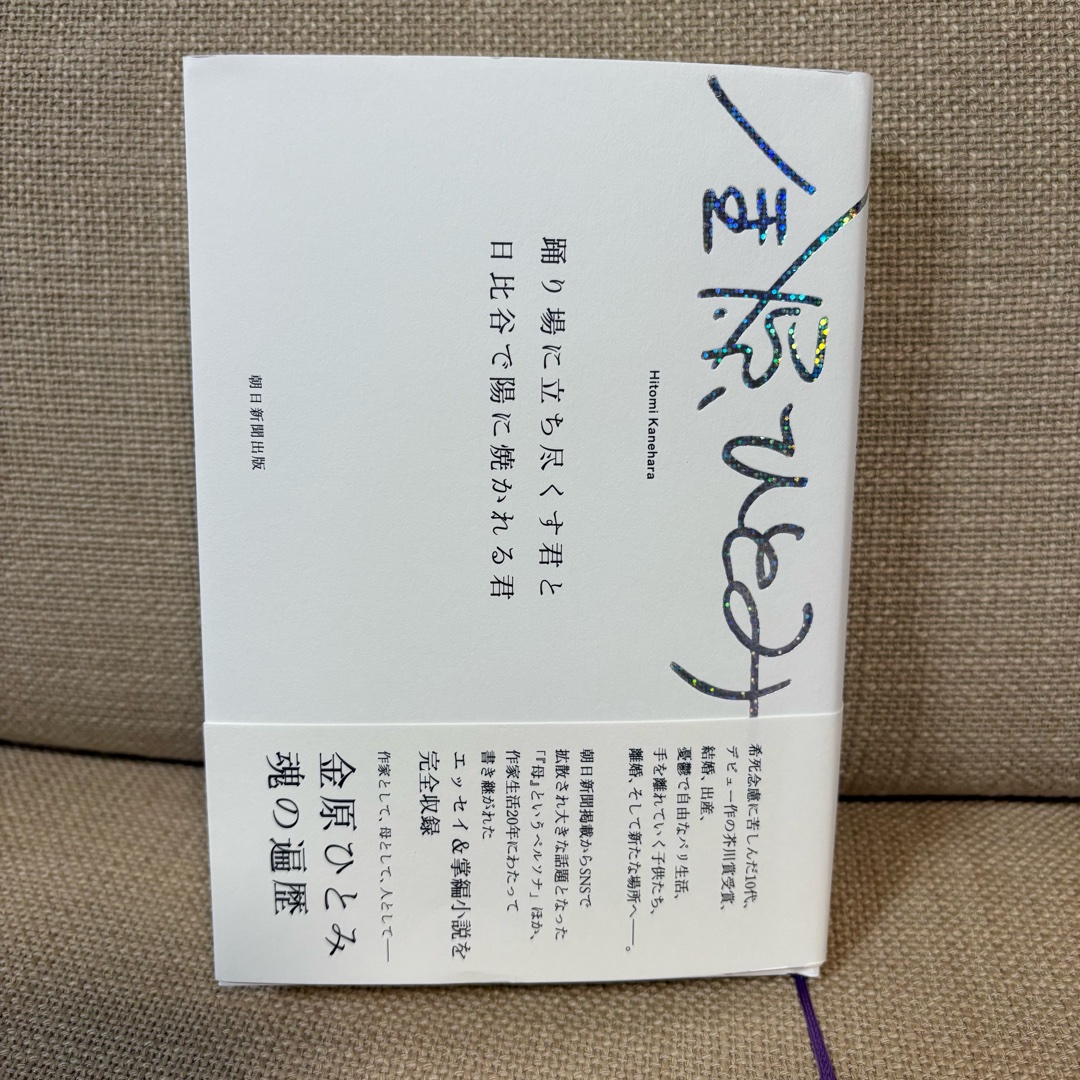 金原ひとみ
Hitomi Kanehara
踊り場に立ち尽くす君と
日比谷で陽に焼かれる君
朝日新聞出版
希死念慮に苦しんだ10代、
デビュー作の芥川賞受賞、
結婚、出産、
憂鬱で自由なパリ生活、
手を離れていく子供たち、
離婚、そして新たな場所へ——。
朝日新聞掲載からSNSで
拡散され大きな話題となった
「『母』というペルソナ」ほか、
作家生活20年にわたって
書き継がれた
エッセイ&掌編小説を
完全収録
作家として、母として、人として——
金原ひとみ
魂の遍歴